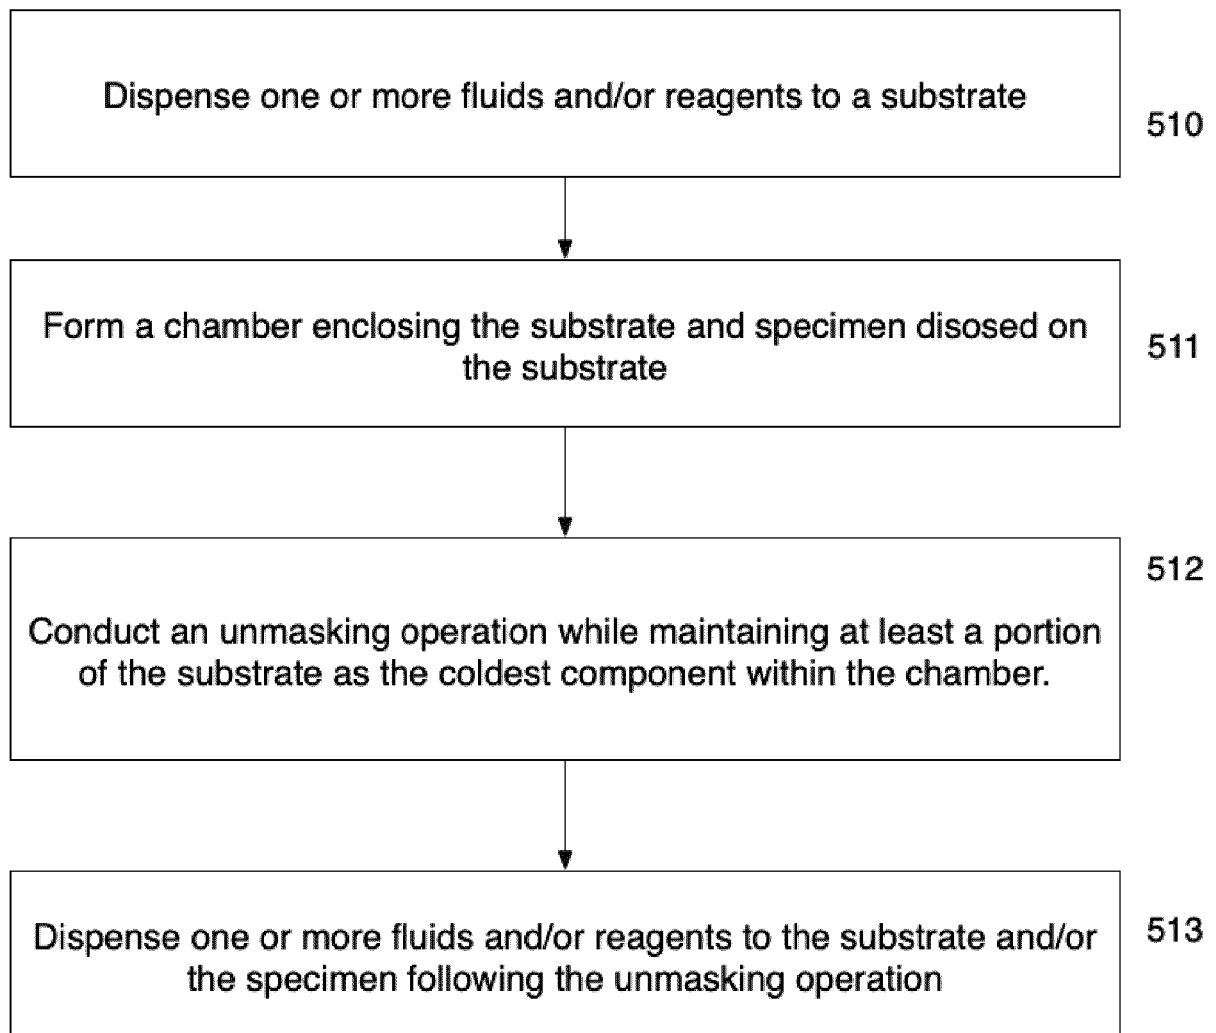 Dispense one or more fluids and/or reagents to a substrate
510
Form a chamber enclosing the substrate and specimen disosed on
the substrate
511
512
Conduct an unmasking operation while maintaining at least a portion
of the substrate as the coldest component within the chamber.
Dispense one or more fluids and/or reagents to the substrate and/or
the specimen following the unmasking operation
513